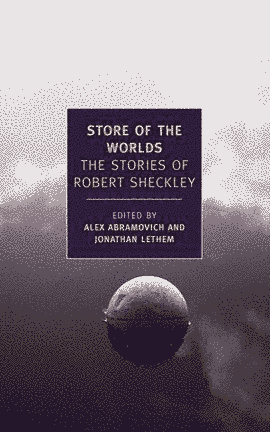 STORE OF THE
WORLDS
THE STORIES OF
ROBERT SHECKLEY
EDITED BY
ALEX ABRAMOVICH AND
JONATHAN LETHEM